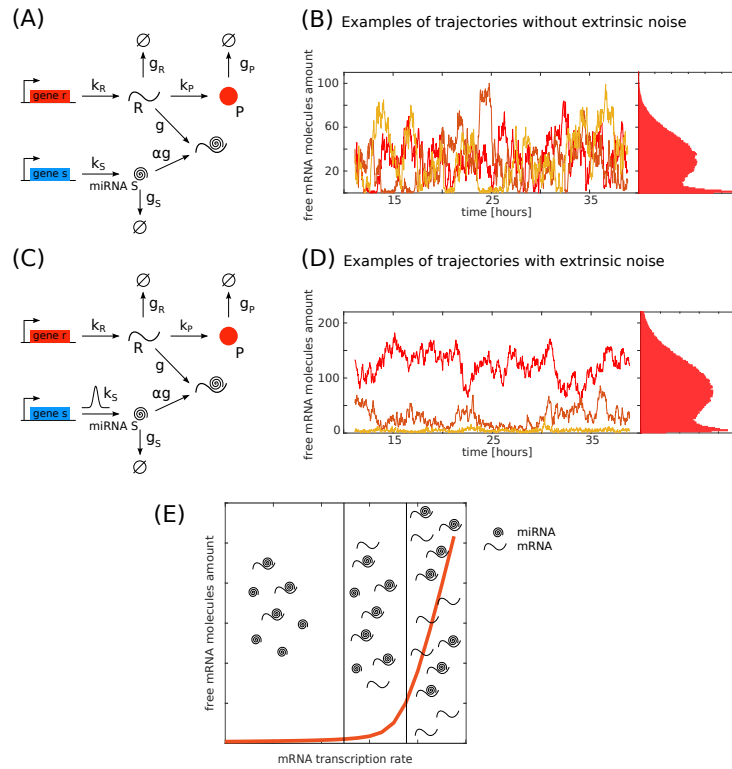 (A)
∅ ∅
g_R g_P
gene r k_R R k_P P
g
gene s k_S αg
miRNA S
g_S
∅
(B) Examples of trajectories without extrinsic noise
free mRNA molecules amount
100
60
20
15 25 35
time [hours]
(C)
∅ ∅
g_R g_P
gene r k_R R k_P P
g
gene s k_S αg
miRNA S
g_S
∅
(D) Examples of trajectories with extrinsic noise
free mRNA molecules amount
200
100
0
15 25 35
time [hours]
(E)
free mRNA molecules amount
mRNA transcription rate
miRNA
mRNA